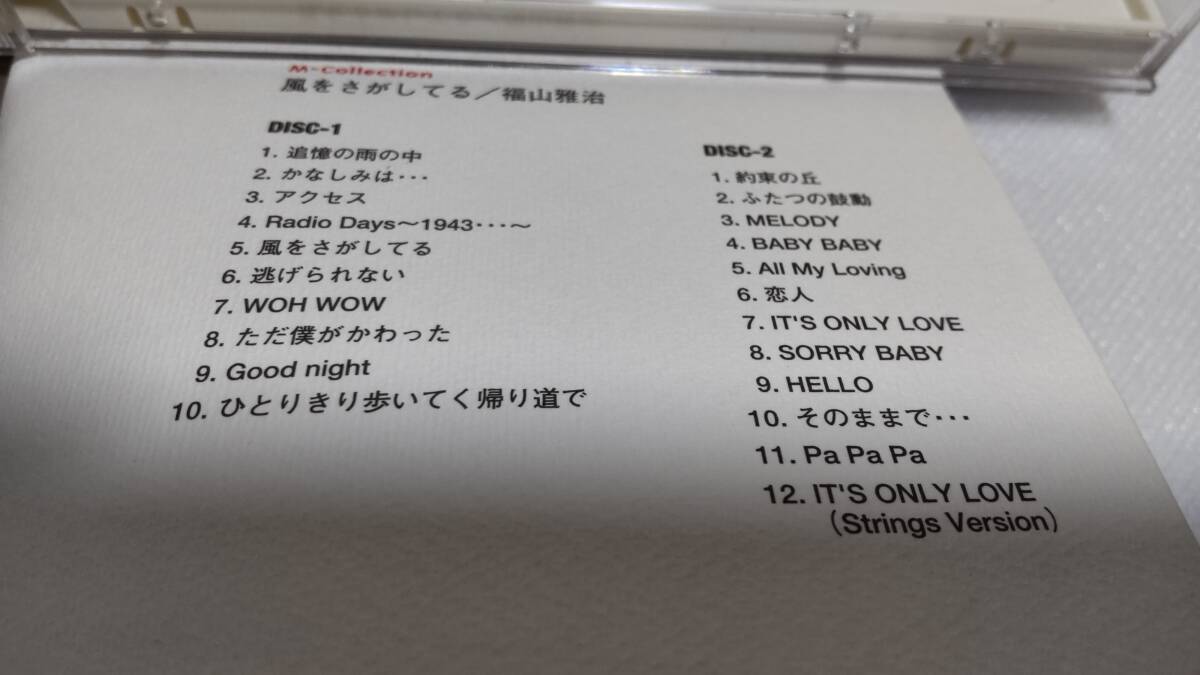 M-Collection
風をさがしてる／福山雅治
DISC-1
1. 追憶の雨の中
2. かなしみは・・・
3. アクセス
4. Radio Days〜1943・・・〜
5. 風をさがしてる
6. 逃げられない
7. WOH WOW
8. ただ僕がかわった
9. Good night
10. ひとりきり歩いてく帰り道で
DISC-2
1. 約束の丘
2. ふたつの鼓動
3. MELODY
4. BABY BABY
5. All My Loving
6. 恋人
7. IT'S ONLY LOVE
8. SORRY BABY
9. HELLO
10. そのままで・・・
11. Pa Pa Pa
12. IT'S ONLY LOVE
(Strings Version)